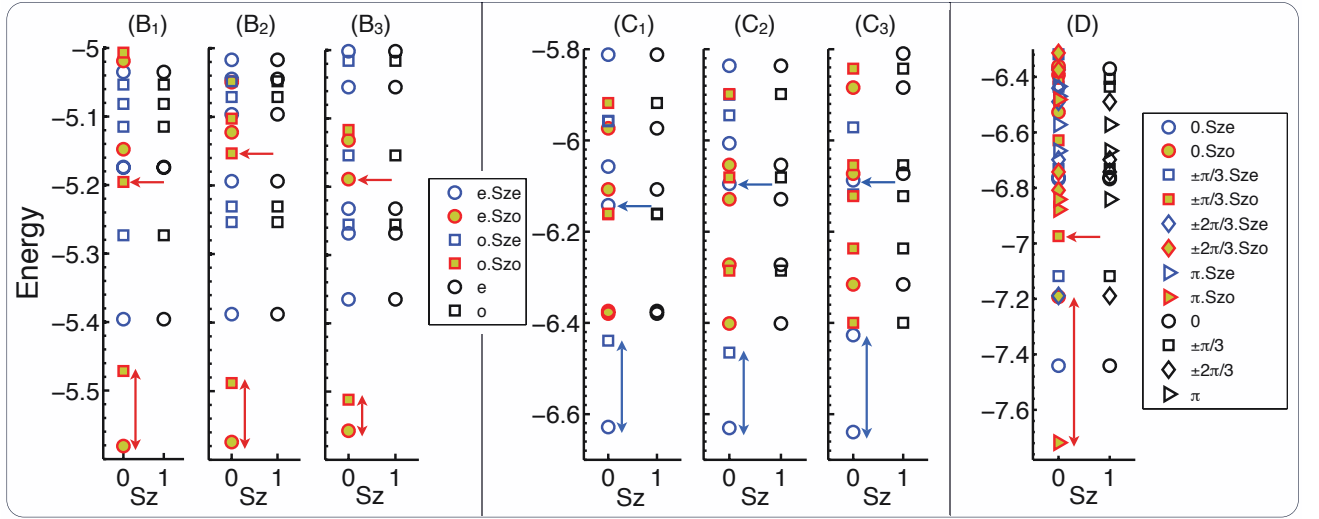 (B1) (B2) (B3) (C1) (C2) (C3) (D)
Energy
−5
−5.1
−5.2
−5.3
−5.4
−5.5
0 1
Sz
0 1
Sz
0 1
Sz
e.Sze
e.Szo
o.Sze
o.Szo
e
o
−5.8
−6
−6.2
−6.4
−6.6
0 1
Sz
0 1
Sz
0 1
Sz
−6.4
−6.6
−6.8
−7
−7.2
−7.4
−7.6
0 1
Sz
0.Sze
0.Szo
±π/3.Sze
±π/3.Szo
±2π/3.Sze
±2π/3.Szo
π.Sze
π.Szo
0
±π/3
±2π/3
π